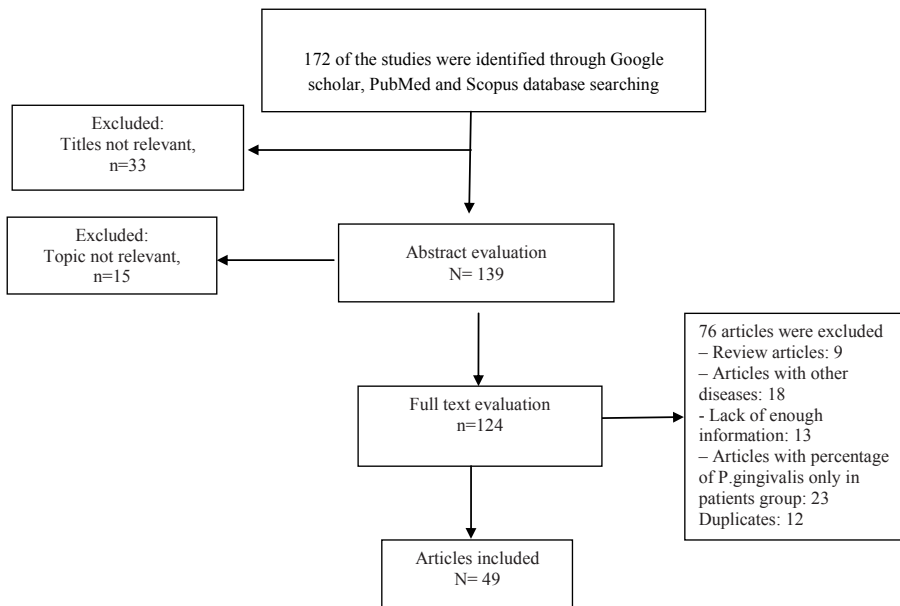 172 of the studies were identified through Google
scholar, PubMed and Scopus database searching
Excluded:
Titles not relevant,
n=33
Abstract evaluation
N= 139
Excluded:
Topic not relevant,
n=15
Full text evaluation
n=124
76 articles were excluded
– Review articles: 9
– Articles with other
diseases: 18
- Lack of enough
information: 13
– Articles with percentage
of P.gingivalis only in
patients group: 23
Duplicates: 12
Articles included
N= 49